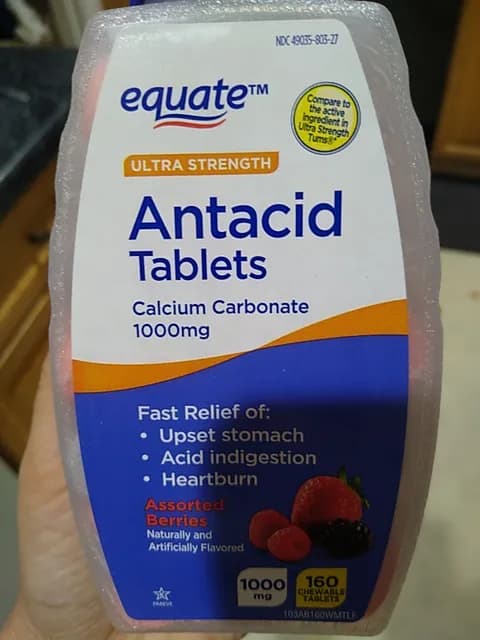 NDC 49035-803-27
equate™
Compare to
the active
ingredient in
Ultra Strength
Tums®*
ULTRA STRENGTH
Antacid
Tablets
Calcium Carbonate
1000mg
Fast Relief of:
• Upset stomach
• Acid indigestion
• Heartburn
Assorted
Berries
Naturally and
Artificially Flavored
1000
mg
160
CHEWABLE
TABLETS
PAREVE
103AB160WMTLF